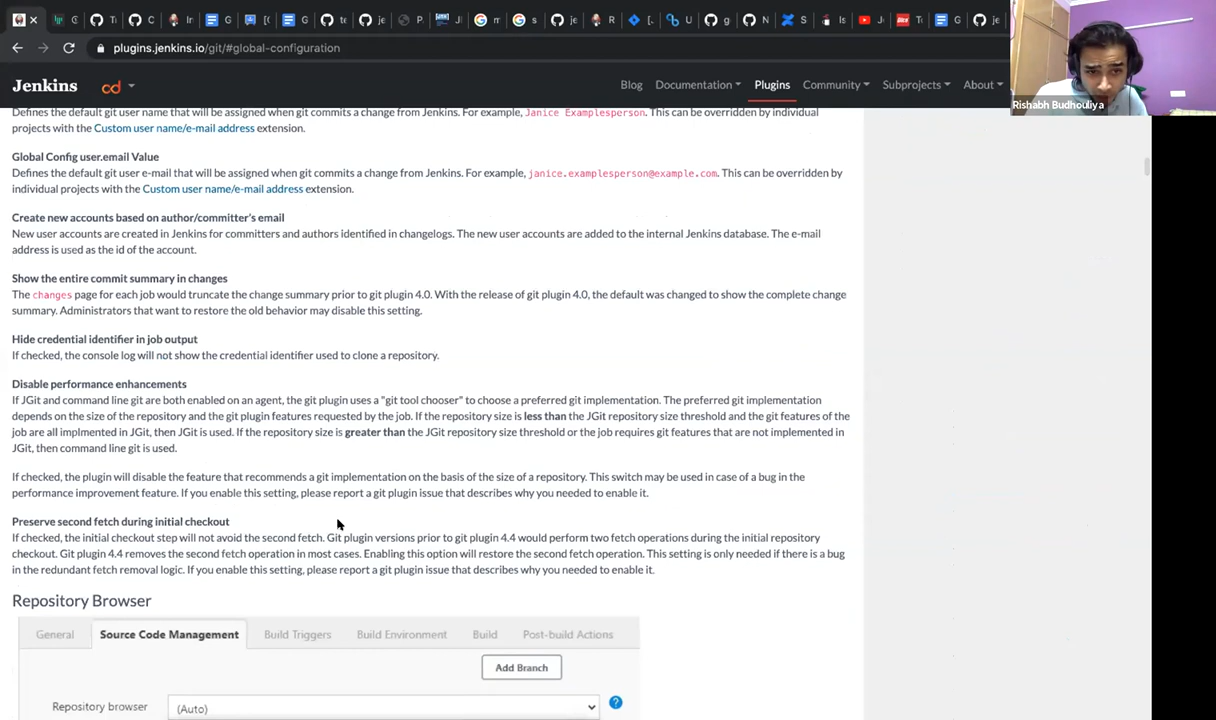 plugins.jenkins.io/git/#global-configuration
Jenkins cd Blog Documentation Plugins Community Subprojects About
Rishabh Budhouliya
Defines the default git user name that will be assigned when git commits a change from Jenkins. For example, Janice Examplesperson. This can be overridden by individual
projects with the Custom user name/e-mail address extension.
Global Config user.email Value
Defines the default git user e-mail that will be assigned when git commits a change from Jenkins. For example, janice.examplesperson@example.com. This can be overridden by
individual projects with the Custom user name/e-mail address extension.
Create new accounts based on author/committer's email
New user accounts are created in Jenkins for committers and authors identified in changelogs. The new user accounts are added to the internal Jenkins database. The e-mail
address is used as the id of the account.
Show the entire commit summary in changes
The changes page for each job would truncate the change summary prior to git plugin 4.0. With the release of git plugin 4.0, the default was changed to show the complete change
summary. Administrators that want to restore the old behavior may disable this setting.
Hide credential identifier in job output
If checked, the console log will not show the credential identifier used to clone a repository.
Disable performance enhancements
If JGit and command line git are both enabled on an agent, the git plugin uses a "git tool chooser" to choose a preferred git implementation. The preferred git implementation
depends on the size of the repository and the git plugin features requested by the job. If the repository size is less than the JGit repository size threshold and the git features of the
job are all implmented in JGit, then JGit is used. If the repository size is greater than the JGit repository size threshold or the job requires git features that are not implemented in
JGit, then command line git is used.
If checked, the plugin will disable the feature that recommends a git implementation on the basis of the size of a repository. This switch may be used in case of a bug in the
performance improvement feature. If you enable this setting, please report a git plugin issue that describes why you needed to enable it.
Preserve second fetch during initial checkout
If checked, the initial checkout step will not avoid the second fetch. Git plugin versions prior to git plugin 4.4 would perform two fetch operations during the initial repository
checkout. Git plugin 4.4 removes the second fetch operation in most cases. Enabling this option will restore the second fetch operation. This setting is only needed if there is a bug
in the redundant fetch removal logic. If you enable this setting, please report a git plugin issue that describes why you needed to enable it.
Repository Browser
General Source Code Management Build Triggers Build Environment Build Post-build Actions
Add Branch
Repository browser (Auto) ?